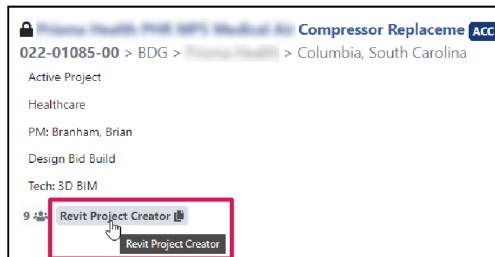 Compressor Replaceme ACC
022-01085-00 > BDG > > Columbia, South Carolina
Active Project
Healthcare
PM: Branham, Brian
Design Bid Build
Tech: 3D BIM
9 Revit Project Creator
Revit Project Creator